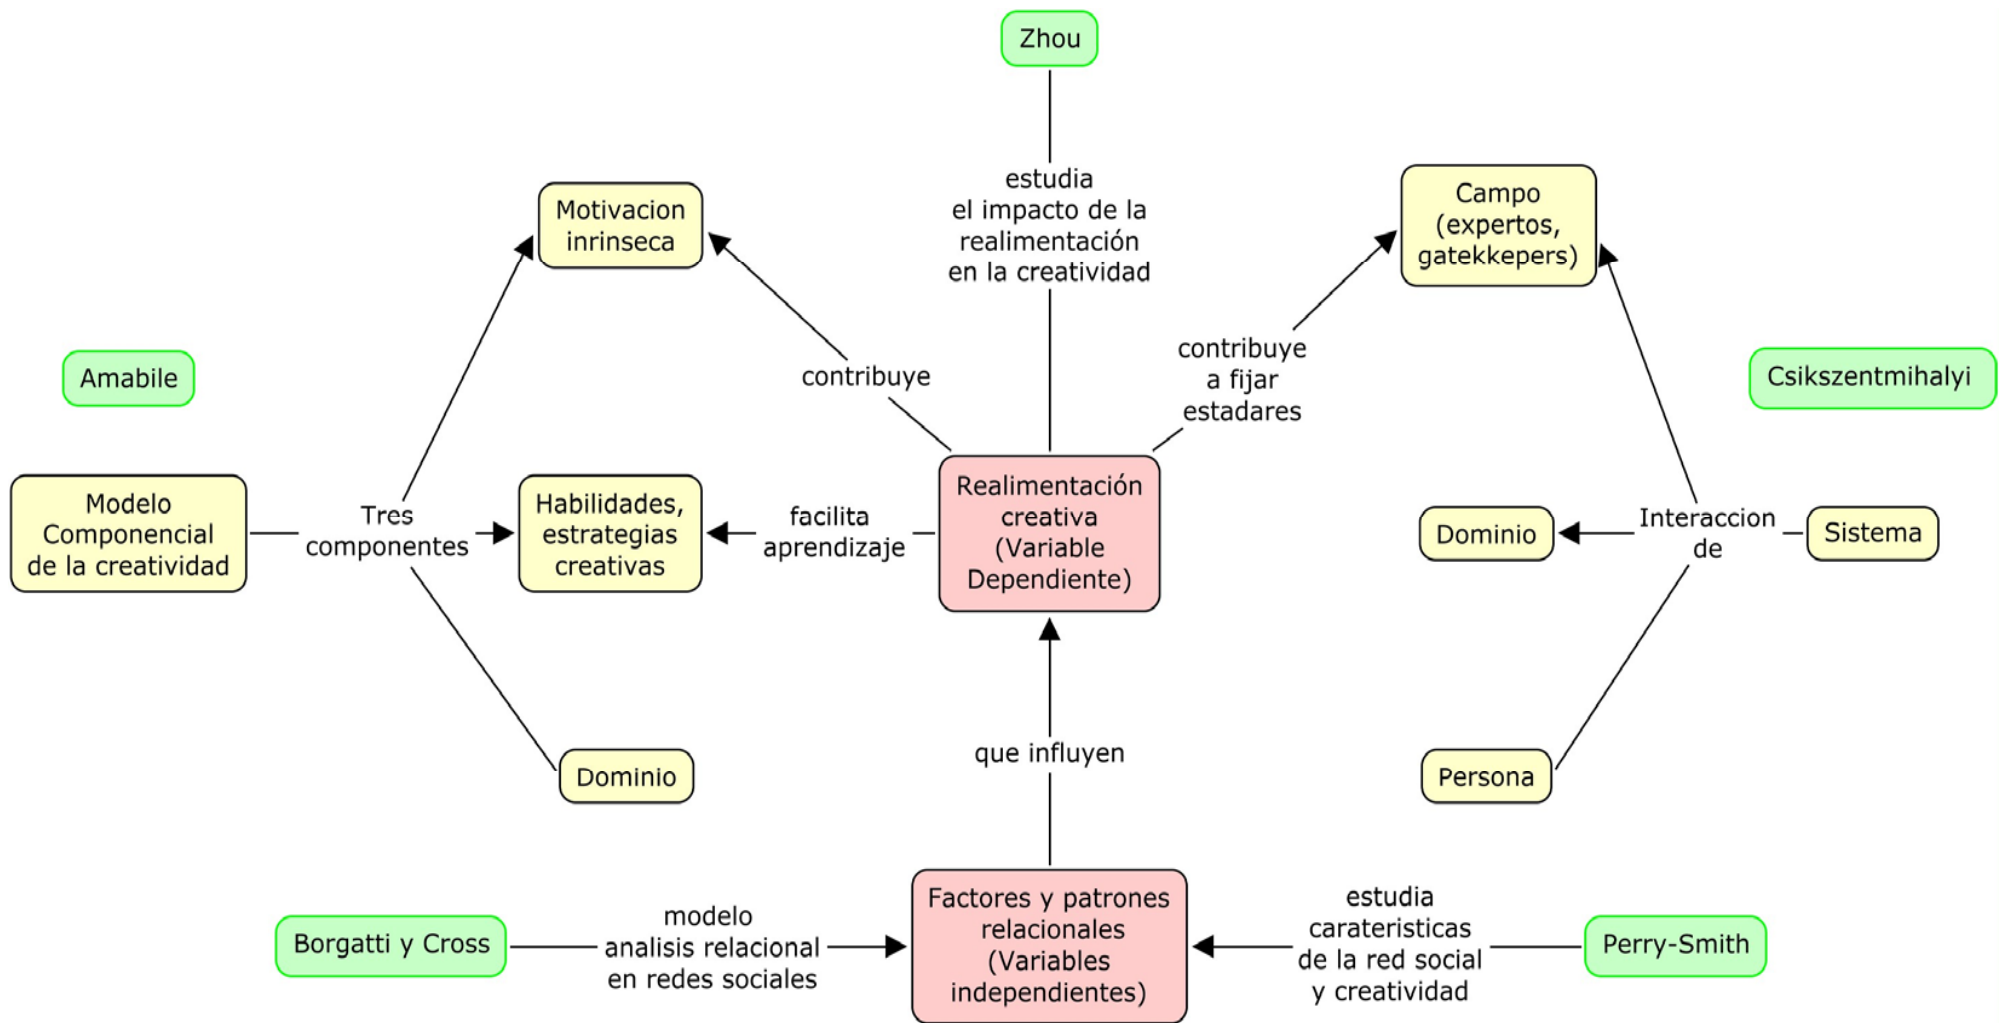 Zhou
estudia
el impacto de la
realimentación
en la creatividad
Motivacion
inrinseca
Campo
(expertos,
gatekkepers)
contribuye
contribuye
a fijar
estadares
Amabile
Csikszentmihalyi
Modelo
Componencial
de la creatividad
Tres
componentes
Habilidades,
estrategias
creativas
facilita
aprendizaje
Realimentación
creativa
(Variable
Dependiente)
Dominio
Interaccion
de
Sistema
Dominio
que influyen
Persona
Borgatti y Cross
modelo
analisis relacional
en redes sociales
Factores y patrones
relacionales
(Variables
independientes)
estudia
carateristicas
de la red social
y creatividad
Perry-Smith